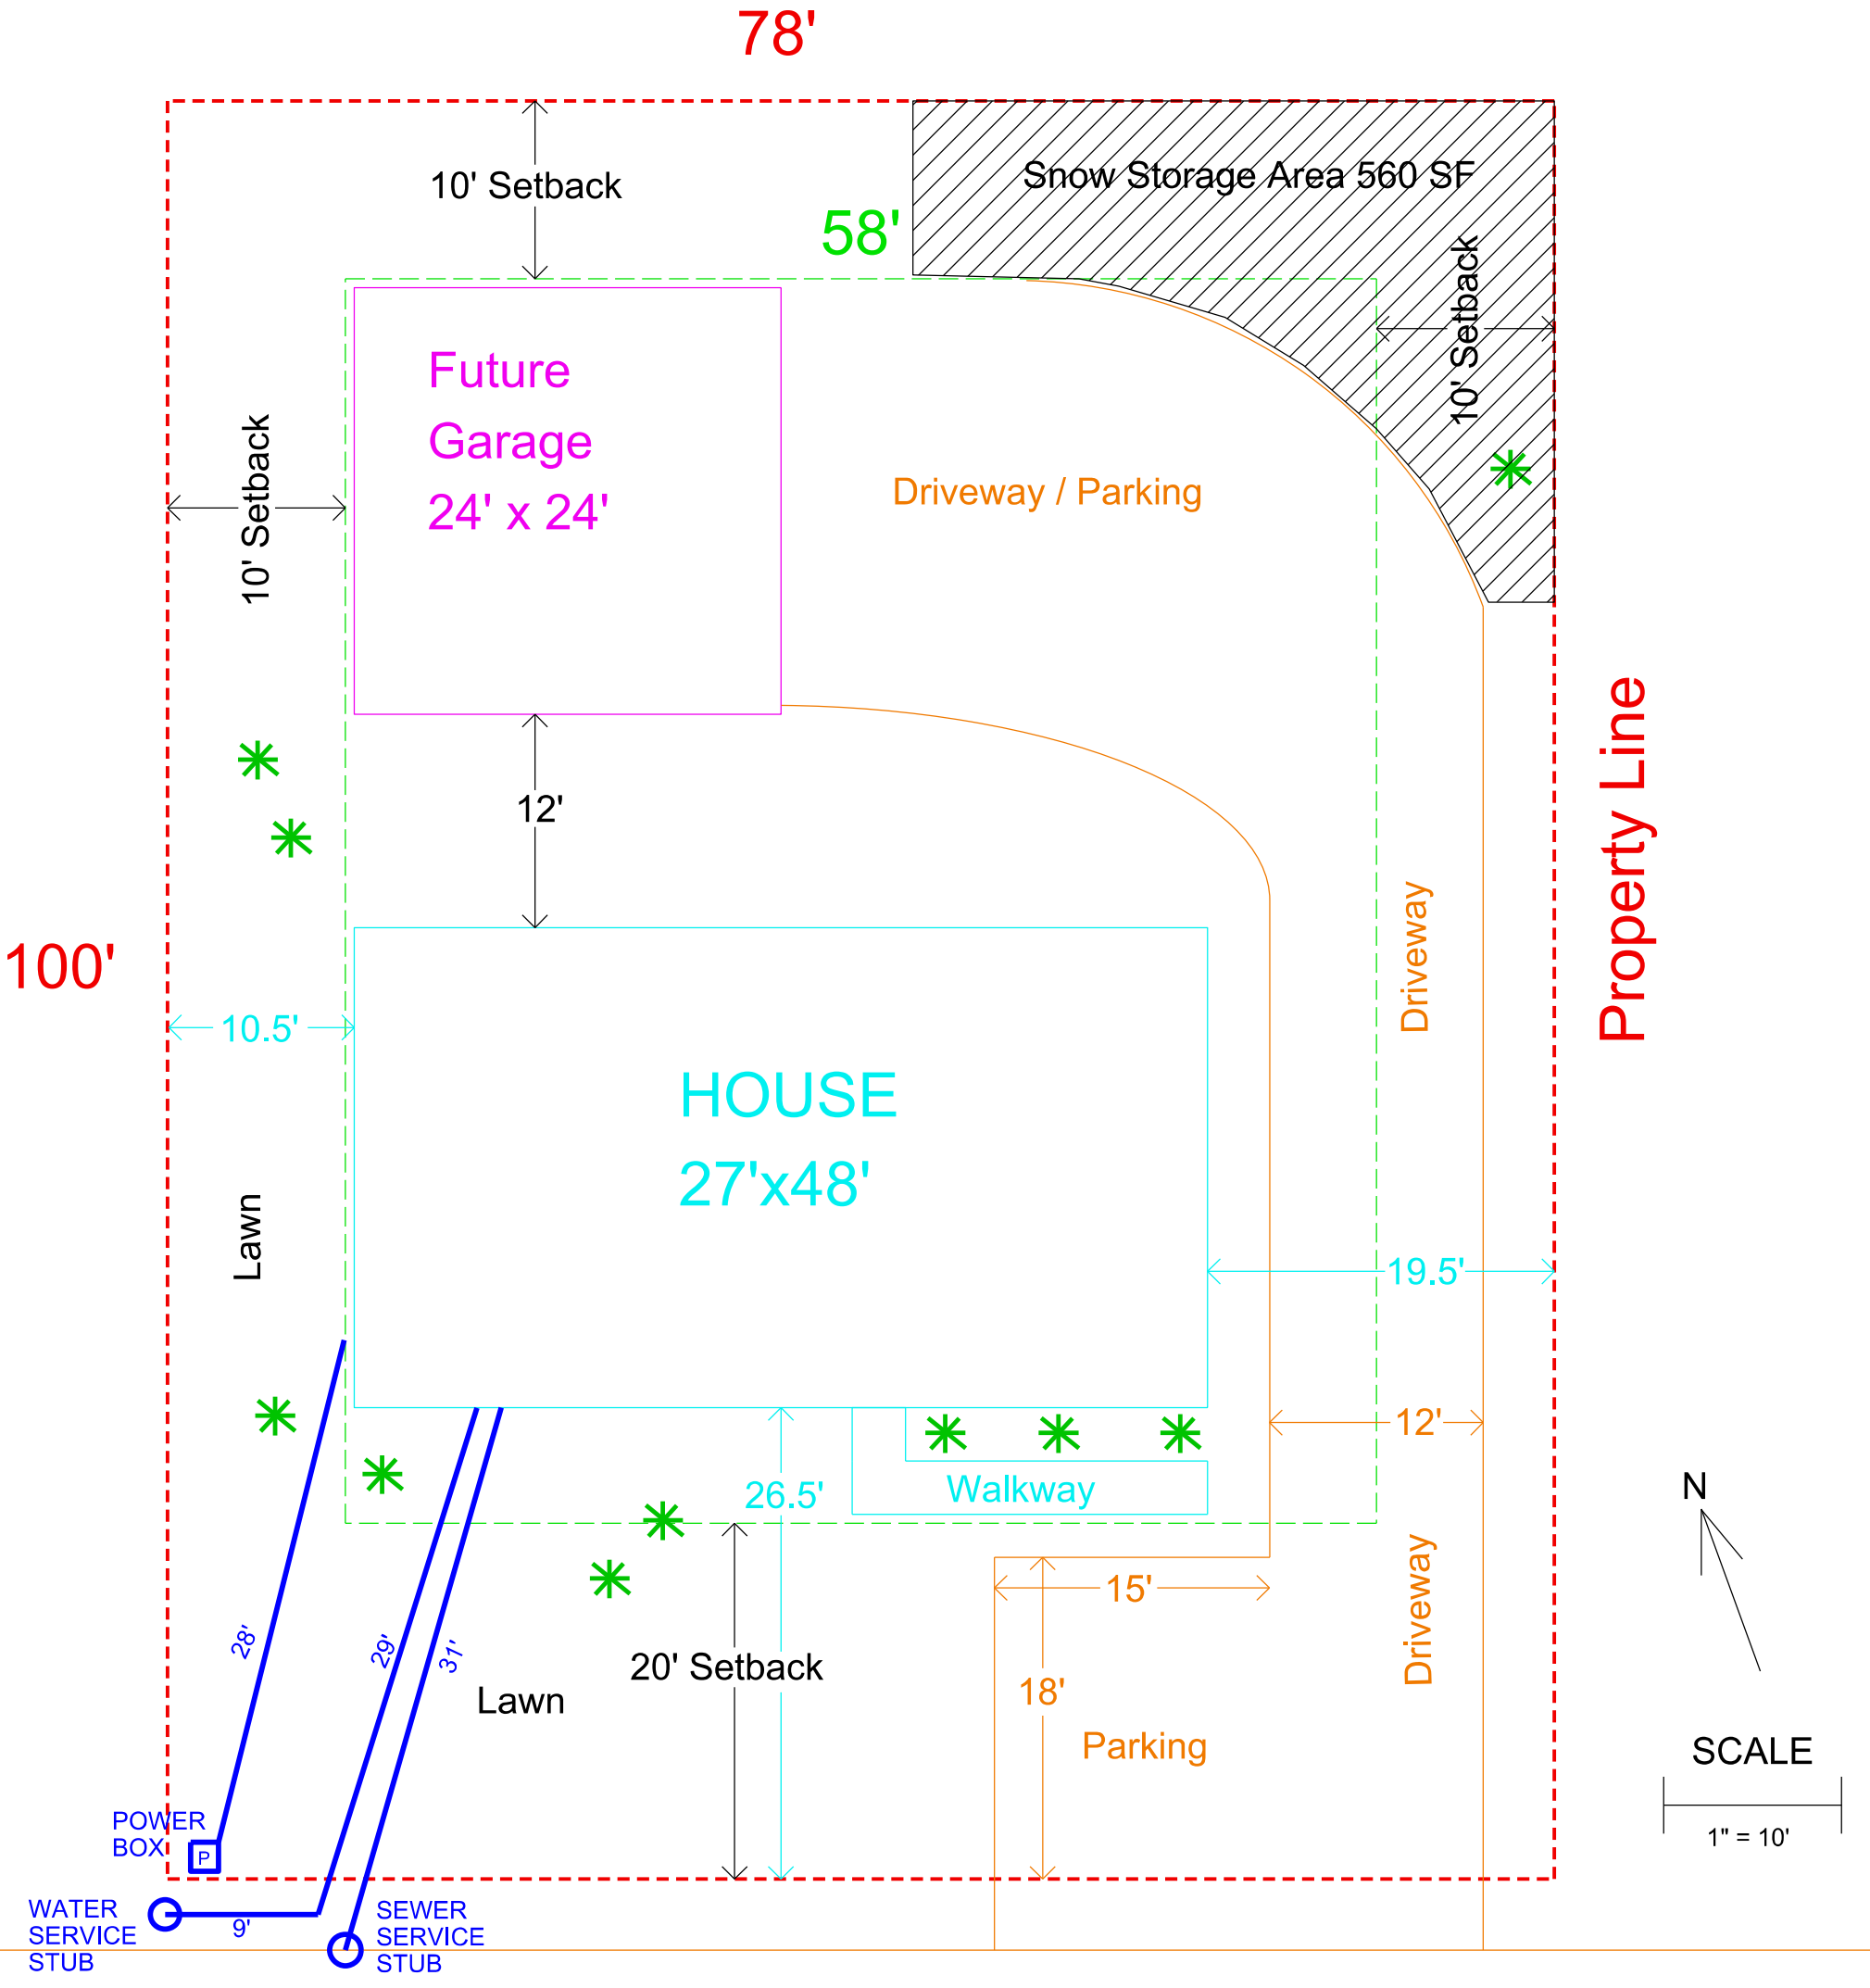 78'
Snow Storage Area 560 SF
10' Setback
58'
10' Setback
Future
Garage
24' x 24'
10' Setback
Driveway / Parking
12'
Property Line
Driveway
100'
10.5'
HOUSE
27'x48'
Lawn
19.5'
12'
26.5'
Walkway
N
15'
28'
29'
31'
20' Setback
Driveway
18'
Lawn
Parking
SCALE
1" = 10'
POWER
BOX
P
WATER
SERVICE
STUB
9'
SEWER
SERVICE
STUB